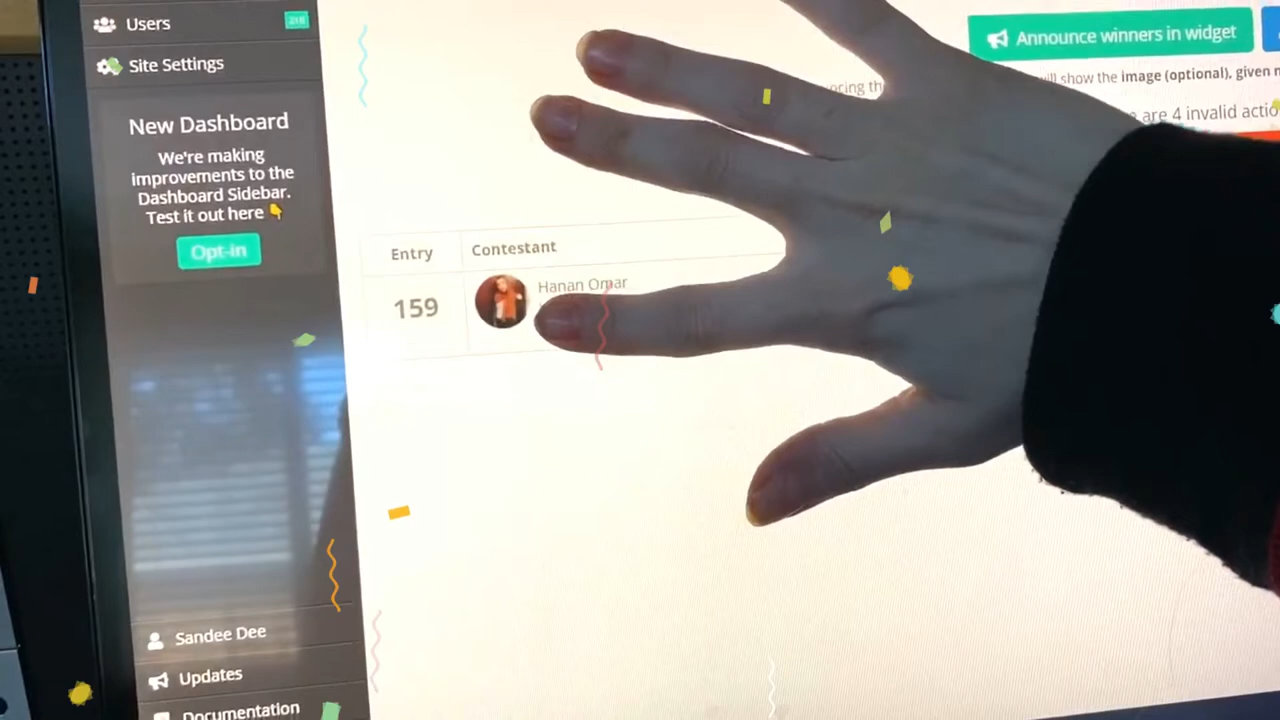 Users
Site Settings
New Dashboard
We're making
improvements to the
Dashboard Sidebar.
Test it out here
Opt-in
Announce winners in widget
will show the image (optional), given
are 4 invalid
Entry Contestant
159 Hanan Omar
Sandee Dee
Updates
Documentation